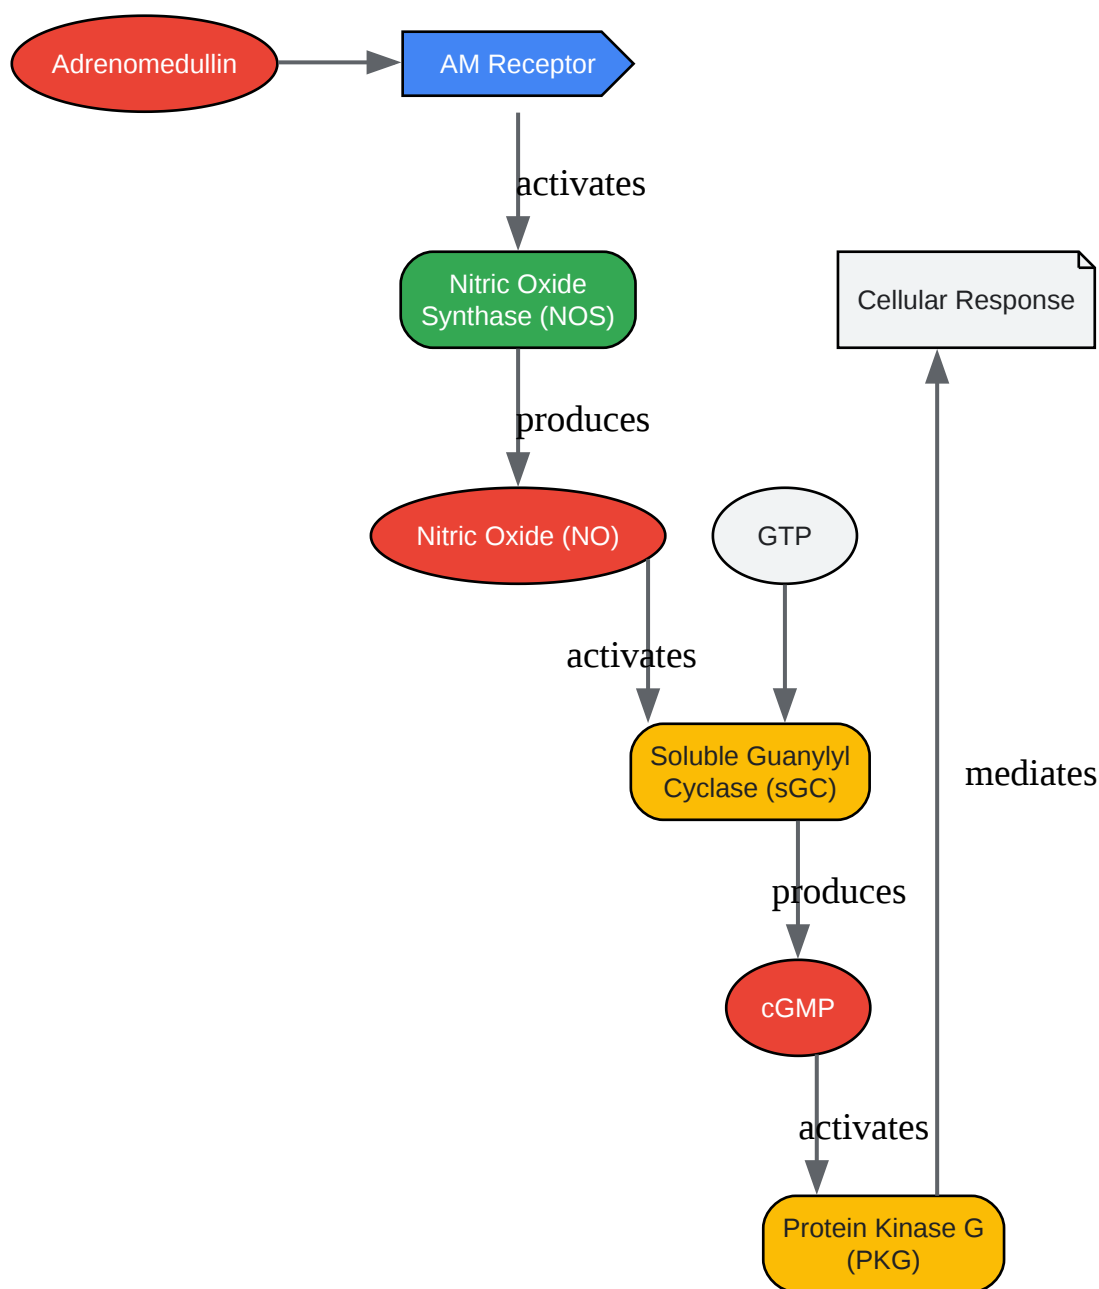 Adrenomedullin
AM Receptor
activates
Nitric Oxide
Synthase (NOS)
Cellular Response
produces
Nitric Oxide (NO)
GTP
activates
Soluble Guanylyl
Cyclase (sGC)
mediates
produces
cGMP
activates
Protein Kinase G
(PKG)